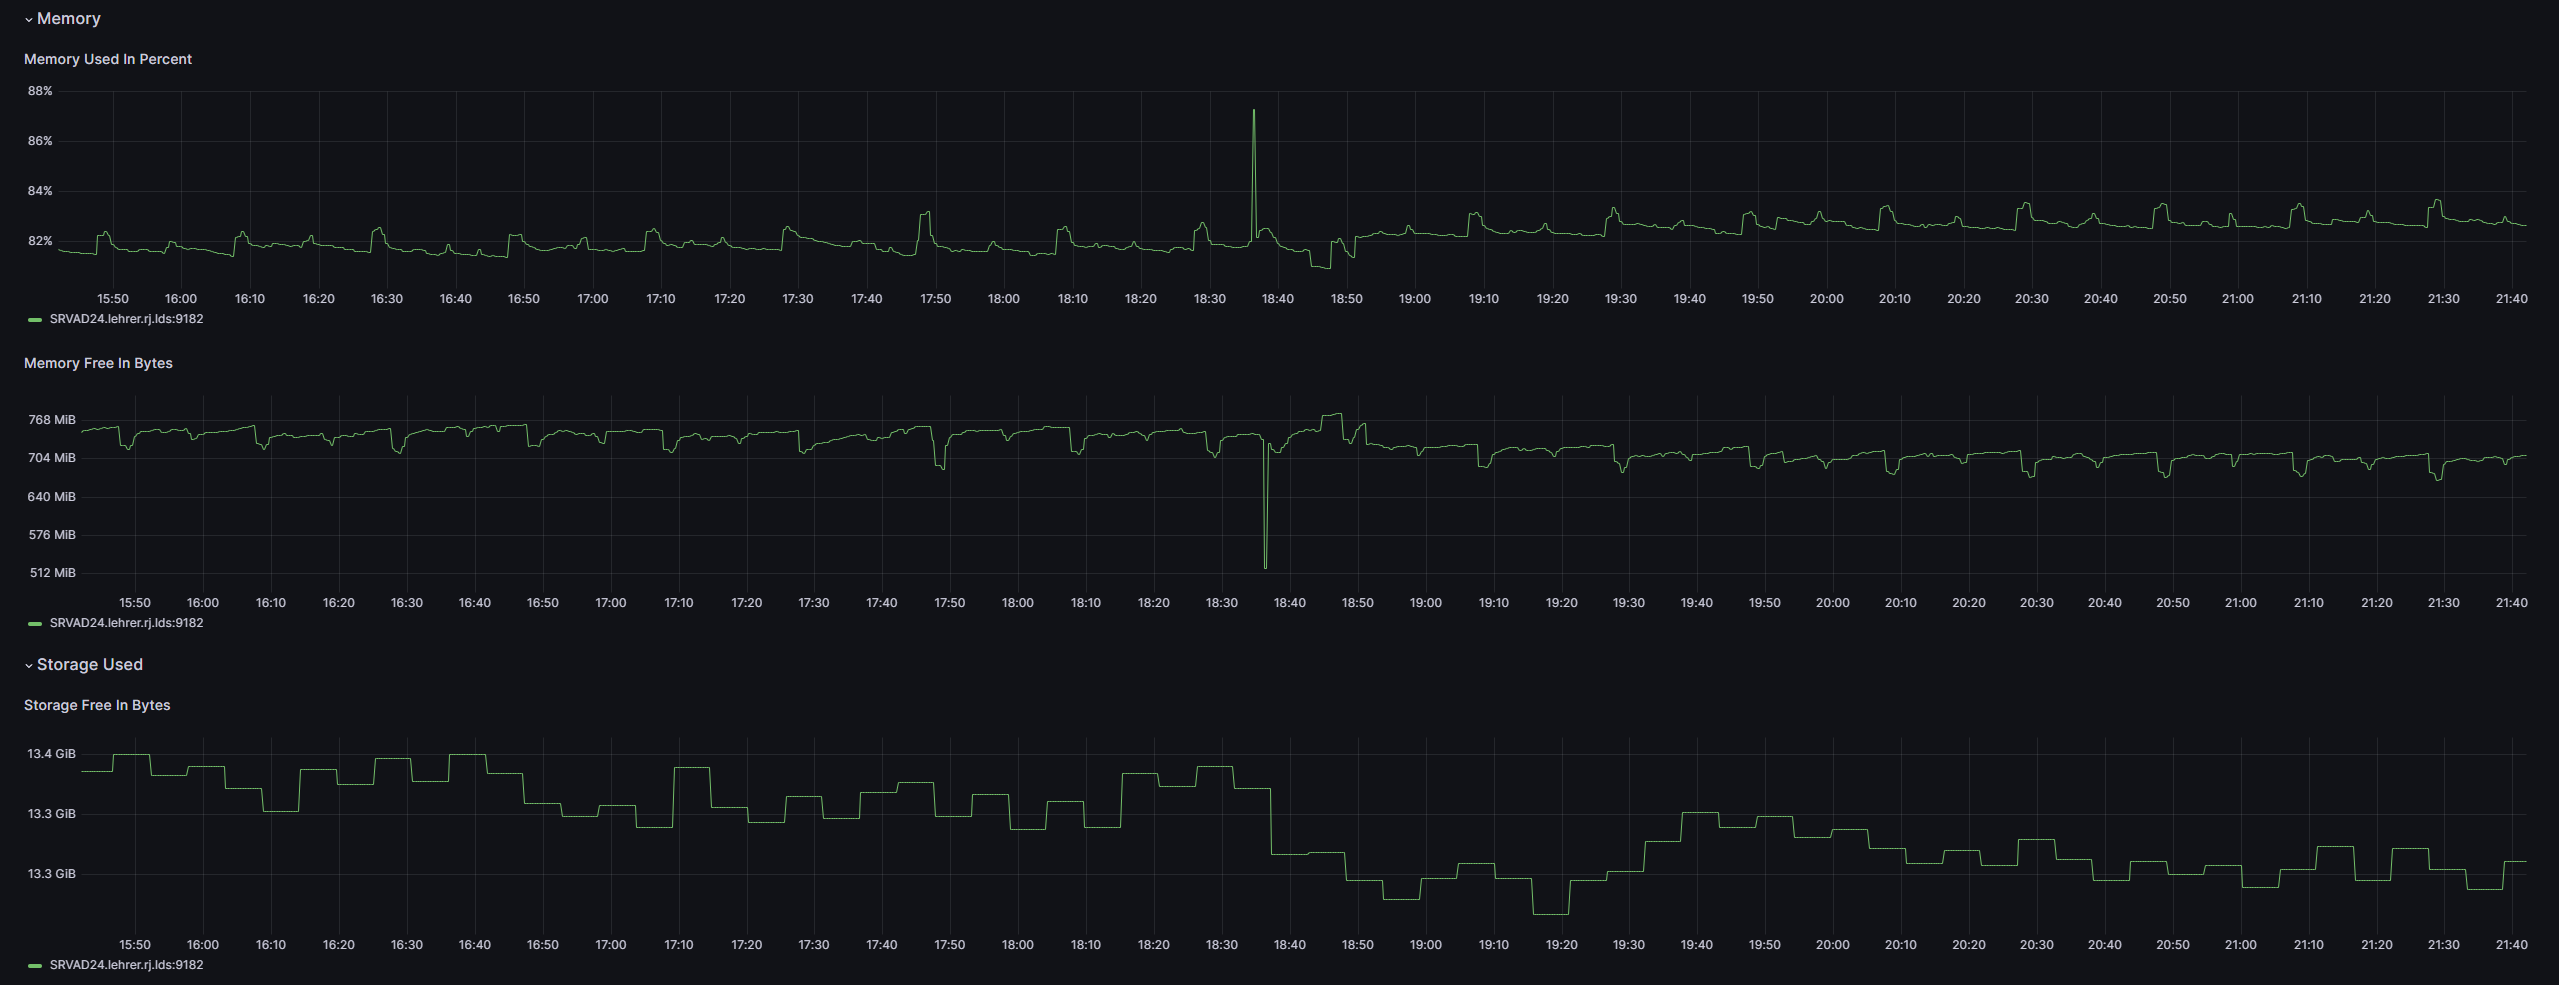 Memory
Memory Used In Percent
88%
86%
84%
82%
15:50 16:00 16:10 16:20 16:30 16:40 16:50 17:00 17:10 17:20 17:30 17:40 17:50 18:00 18:10 18:20 18:30 18:40 18:50 19:00 19:10 19:20 19:30 19:40 19:50 20:00 20:10 20:20 20:30 20:40 20:50 21:00 21:10 21:20 21:30 21:40
SRVAD24.lehrer.rj.lds:9182
Memory Free In Bytes
768 MiB
704 MiB
640 MiB
576 MiB
512 MiB
15:50 16:00 16:10 16:20 16:30 16:40 16:50 17:00 17:10 17:20 17:30 17:40 17:50 18:00 18:10 18:20 18:30 18:40 18:50 19:00 19:10 19:20 19:30 19:40 19:50 20:00 20:10 20:20 20:30 20:40 20:50 21:00 21:10 21:20 21:30 21:40
SRVAD24.lehrer.rj.lds:9182
Storage Used
Storage Free In Bytes
13.4 GiB
13.3 GiB
13.3 GiB
15:50 16:00 16:10 16:20 16:30 16:40 16:50 17:00 17:10 17:20 17:30 17:40 17:50 18:00 18:10 18:20 18:30 18:40 18:50 19:00 19:10 19:20 19:30 19:40 19:50 20:00 20:10 20:20 20:30 20:40 20:50 21:00 21:10 21:20 21:30 21:40
SRVAD24.lehrer.rj.lds:9182